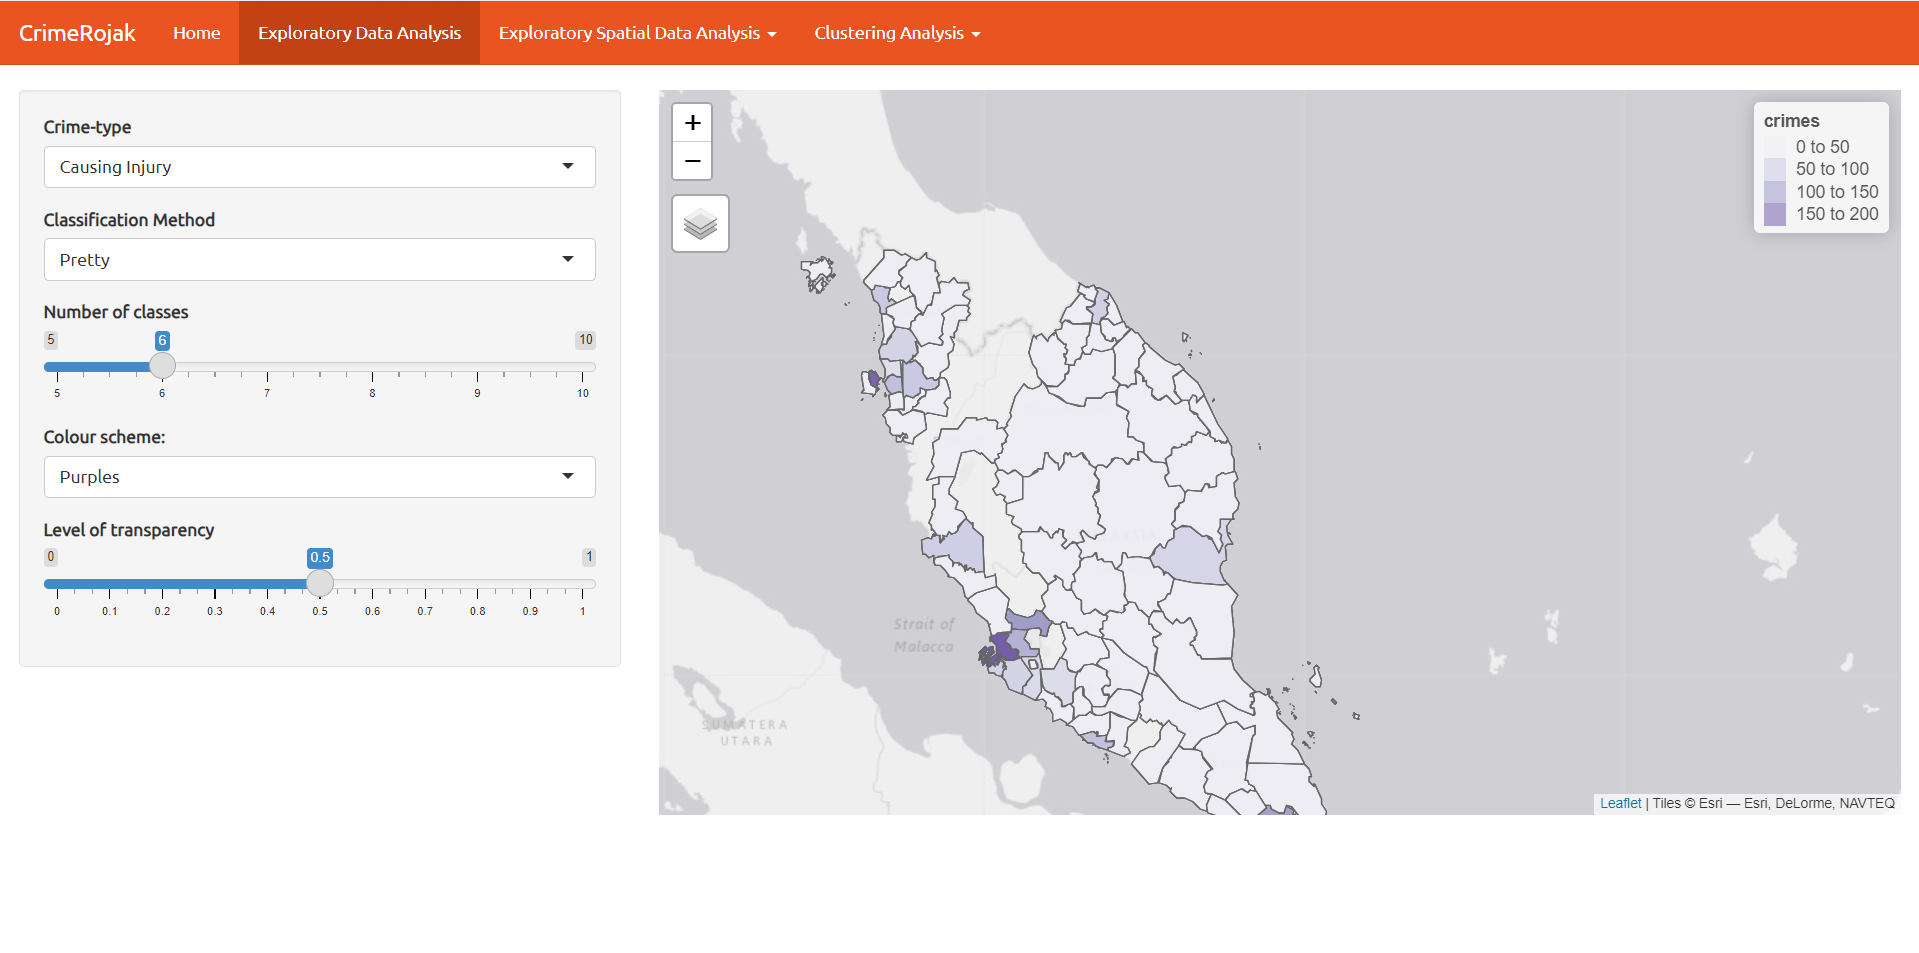 CrimeRojak Home Exploratory Data Analysis Exploratory Spatial Data Analysis Clustering Analysis
Crime-type
Causing Injury
Classification Method
Pretty
Number of classes
5 6 10
5 6 7 8 9 10
Colour scheme:
Purples
Level of transparency
0 0.5 1
0 0.1 0.2 0.3 0.4 0.5 0.6 0.7 0.8 0.9 1
+
−
crimes
0 to 50
50 to 100
100 to 150
150 to 200
Strait of
Malacca
SUMATERA
UTARA
Leaflet | Tiles © Esri — Esri, DeLorme, NAVTEQ